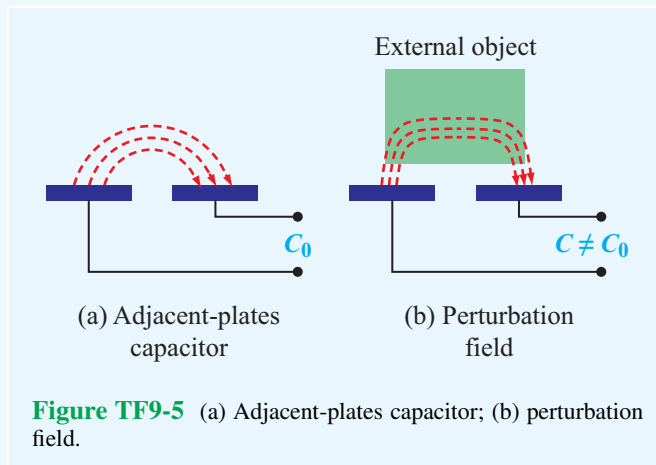 External object
C₀
C ≠ C₀
(a) Adjacent-plates
capacitor
(b) Perturbation
field
Figure TF9-5 (a) Adjacent-plates capacitor; (b) perturbation
field.